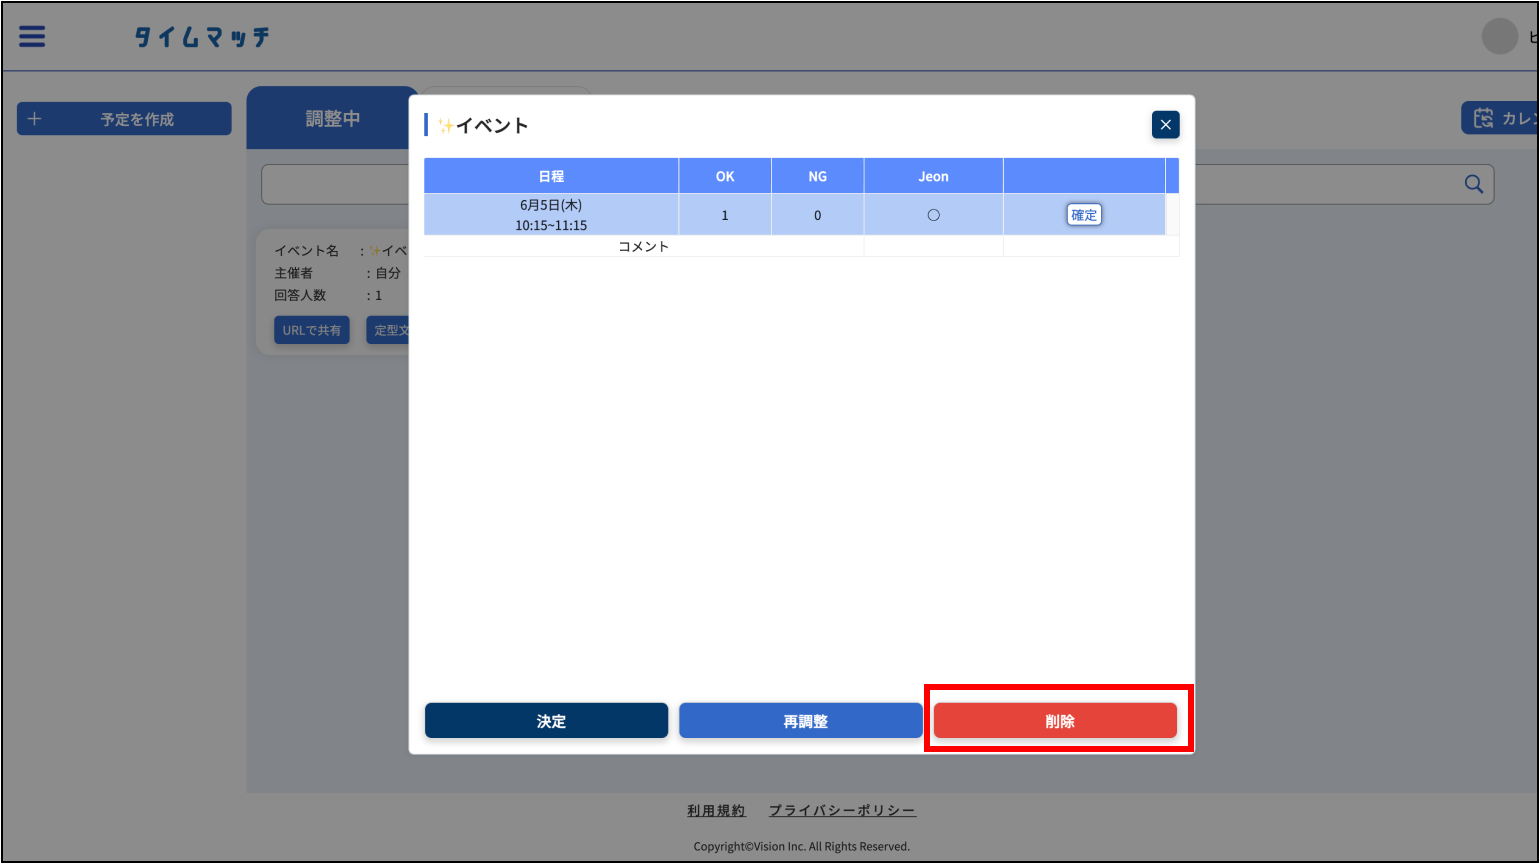 タイムマッチ
予定を作成
調整中
カレン
イベント名 : ✨イベ
主催者 : 自分
回答人数 : 1
URLで共有 定型文
✨イベント
日程 OK NG Jeon
6月5日(木)
10:15~11:15
1 0 〇 確定
コメント
決定 再調整 削除
利用規約 プライバシーポリシー
Copyright©Vision Inc. All Rights Reserved.